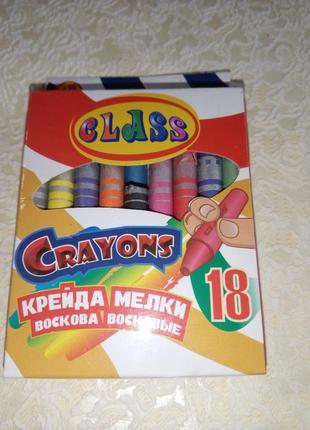 CLASS
CRAYONS
КРЕЙДА МЕЛКИ
ВОСКОВА ВОСКОВЫЕ
18